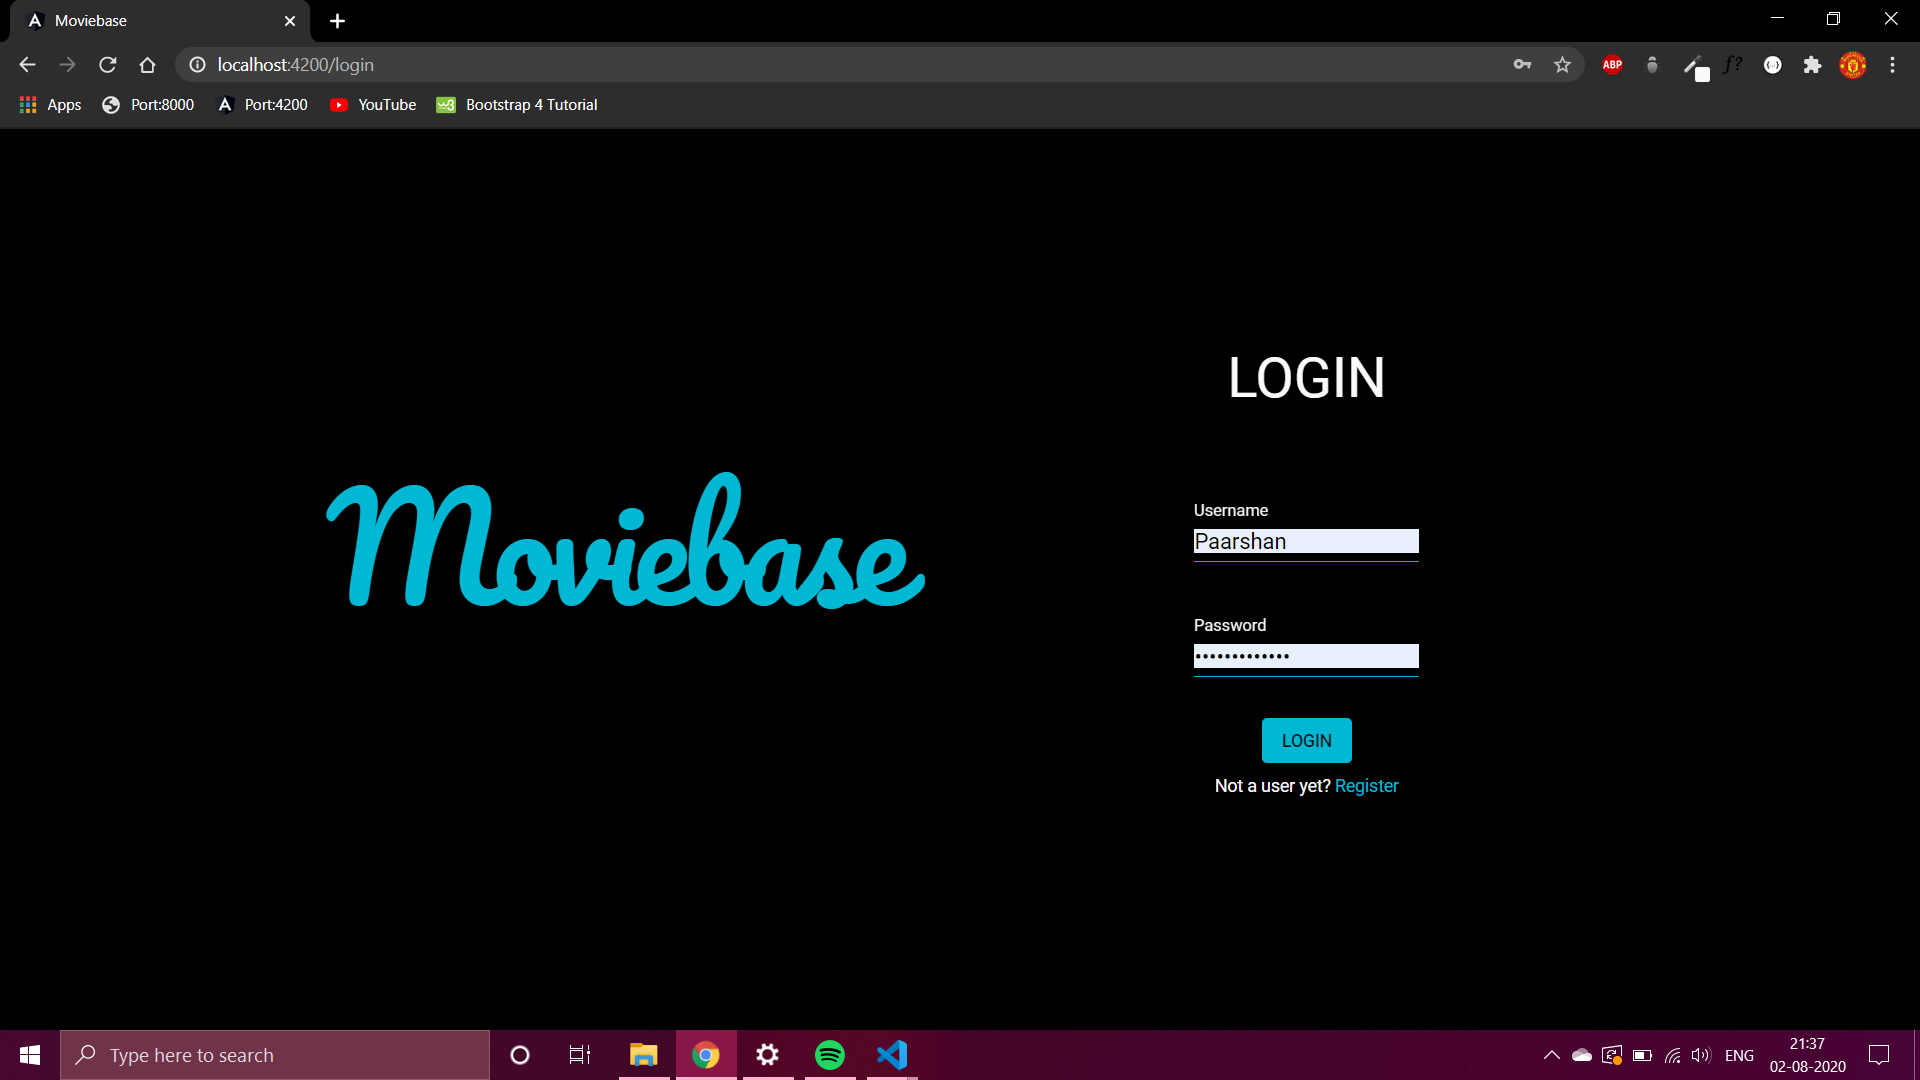 Moviebase
localhost:4200/login
ABP
f?
Apps
Port:8000
Port:4200
YouTube
Bootstrap 4 Tutorial
LOGIN
Moviebase
Username
Paarshan
Password
•••••••••••••
LOGIN
Not a user yet? Register
Type here to search
ENG
21:37
02-08-2020